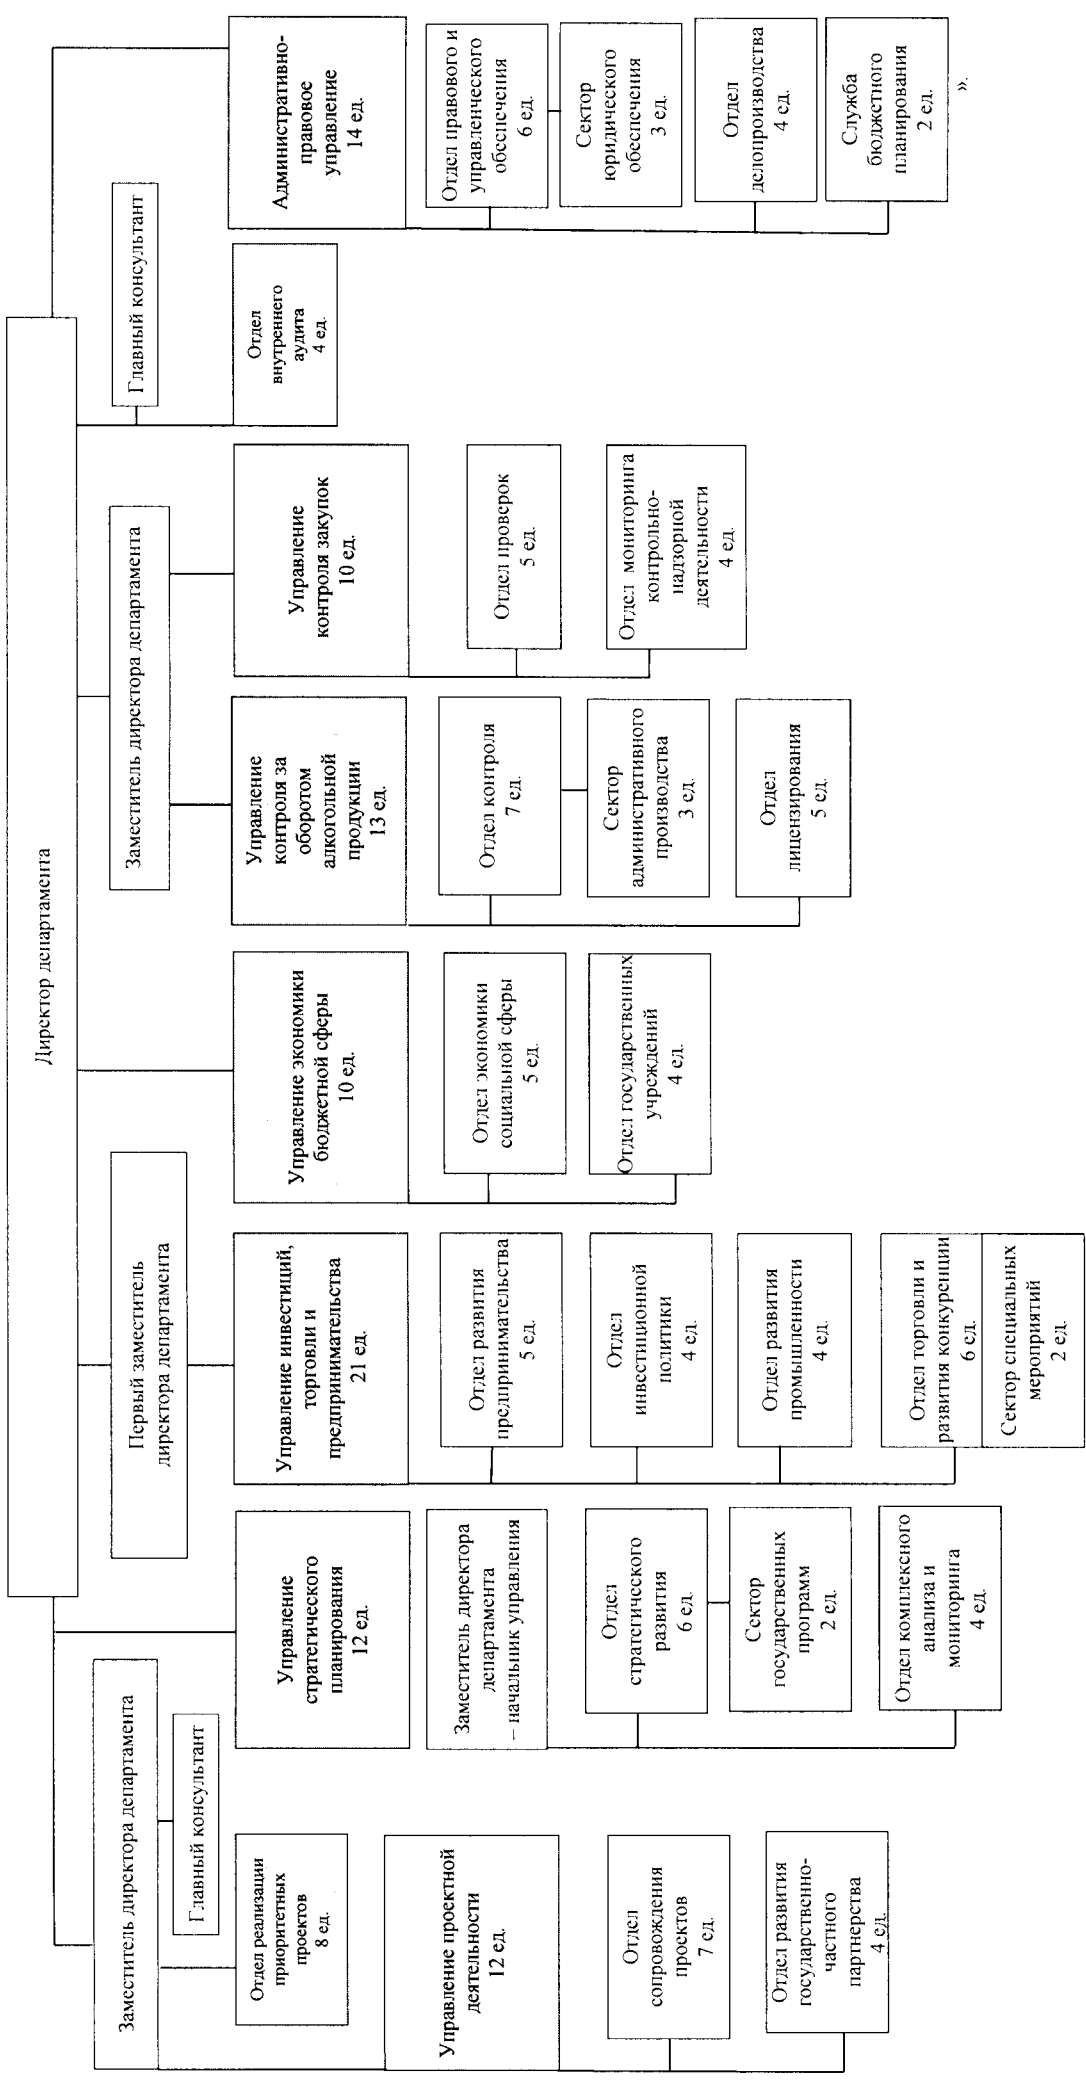 Директор департамента
Заместитель директора департамента
Главный консультант
Отдел реализации
приоритетных
проектов
8 ед.
Управление проектной
деятельности
12 ед.
Отдел
сопровождения
проектов
7 ед.
Отдел развития
государственно-
частного
партнерства
4 ед.
Управление
стратегического
планирования
12 ед.
Заместитель директора
департамента
– начальник управления
Отдел
стратегического
развития
6 ед.
Сектор
государственных
программ
2 ед.
Отдел комплексного
анализа и
мониторинга
4 ед.
Первый заместитель
директора департамента
Управление инвестиций,
торговли и
предпринимательства
21 ед.
Отдел развития
предпринимательства
5 ед.
Отдел
инвестиционной
политики
4 ед.
Отдел развития
промышленности
4 ед.
Отдел торговли и
развития конкуренции
6 ед.
Сектор специальных
мероприятий
2 ед.
Управление экономики
бюджетной сферы
10 ед.
Отдел экономики
социальной сферы
5 ед.
Отдел государственных
учреждений
4 ед.
Заместитель директора департамента
Управление
контроля за
оборотом
алкогольной
продукции
13 ед.
Отдел контроля
7 ед.
Сектор
административного
производства
3 ед.
Отдел
лицензирования
5 ед.
Управление
контроля закупок
10 ед.
Отдел проверок
5 ед.
Отдел мониторинга
контрольно-
надзорной
деятельности
4 ед.
Главный консультант
Отдел
внутреннего
аудита
4 ед.
Административно-
правовое
управление
14 ед.
Отдел правового и
управленческого
обеспечения
6 ед.
Сектор
юридического
обеспечения
3 ед.
Отдел
делопроизводства
4 ед.
Служба
бюджетного
планирования
2 ед.
».